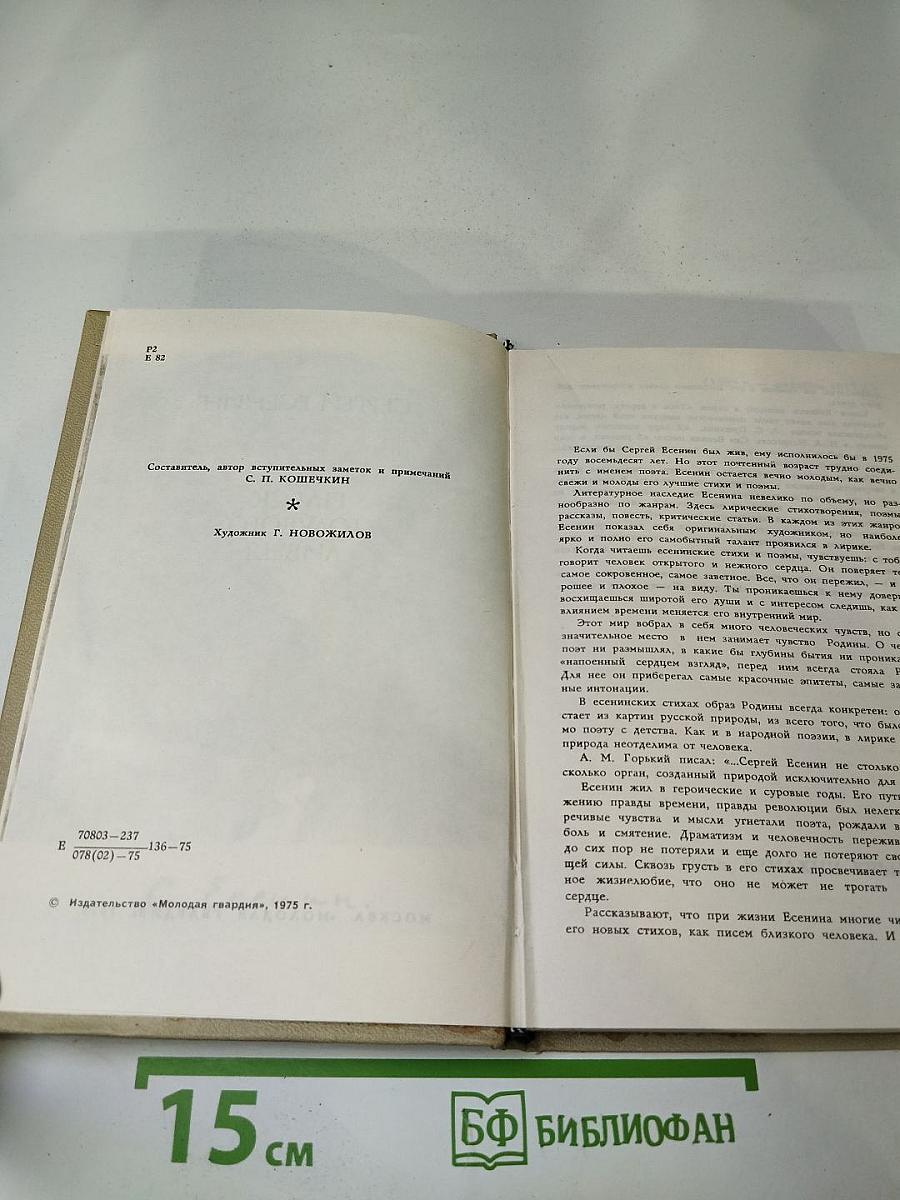 Р2
Е 82
Составитель, автор вступительных заметок и примечаний
С. П. КОШЕЧКИН
*
Художник Г. НОВОЖИЛОВ
70803—237
Е 078(02)—75 136—75
© Издательство «Молодая гвардия», 1975 г.
Если бы Сергей Есенин был жив, ему исполнилось бы в 1975
году восемьдесят лет. Но этот почтенный возраст трудно соеди-
нить с именем поэта. Есенин остается вечно молодым, как вечно
свежи и молоды его лучшие стихи и поэмы.
Литературное наследие Есенина невелико по объему, но раз-
нообразно по жанрам. Здесь лирические стихотворения, поэмы
рассказы, повесть, критические статьи. В каждом из этих жанро
Есенин показал себя оригинальным художником, но наиболе
ярко и полно его самобытный талант проявился в лирике.
Когда читаешь есенинские стихи и поэмы, чувствуешь: с тоб
говорит человек открытого и нежного сердца. Он поверяет те
самое сокровенное, самое заветное. Все, что он пережил, — и
рошее и плохое — на виду. Ты проникаешься к нему довер
восхищаешься широтой его души и с интересом следишь, как
влиянием времени меняется его внутренний мир.
Этот мир вобрал в себя много человеческих чувств, но с
значительное место в нем занимает чувство Родины. О че
поэт ни размышлял, в какие бы глубины бытия ни проника
«напоенный сердцем взгляд», перед ним всегда стояла Р
Для нее он приберегал самые красочные эпитеты, самые за
ные интонации.
В есенинских стихах образ Родины всегда конкретен: о
стает из картин русской природы, из всего того, что было
мо поэту с детства. Как и в народной поэзии, в лирике
природа неотделима от человека.
А. М. Горький писал: «...Сергей Есенин не столько
сколько орган, созданный природой исключительно для
Есенин жил в героические и суровые годы. Его путь
жению правды времени, правды революции был нелегк
речивые чувства и мысли угнетали поэта, рождали в
боль и смятение. Драматизм и человечность пережив
до сих пор не потеряли и еще долго не потеряют сво
щей силы. Сквозь грусть в его стихах просвечивает т
ное жизнелюбие, что оно не может не трогать
сердце.
Рассказывают, что при жизни Есенина многие чи
его новых стихов, как писем близкого человека. И
15 см
БФ БИБЛИОФАН